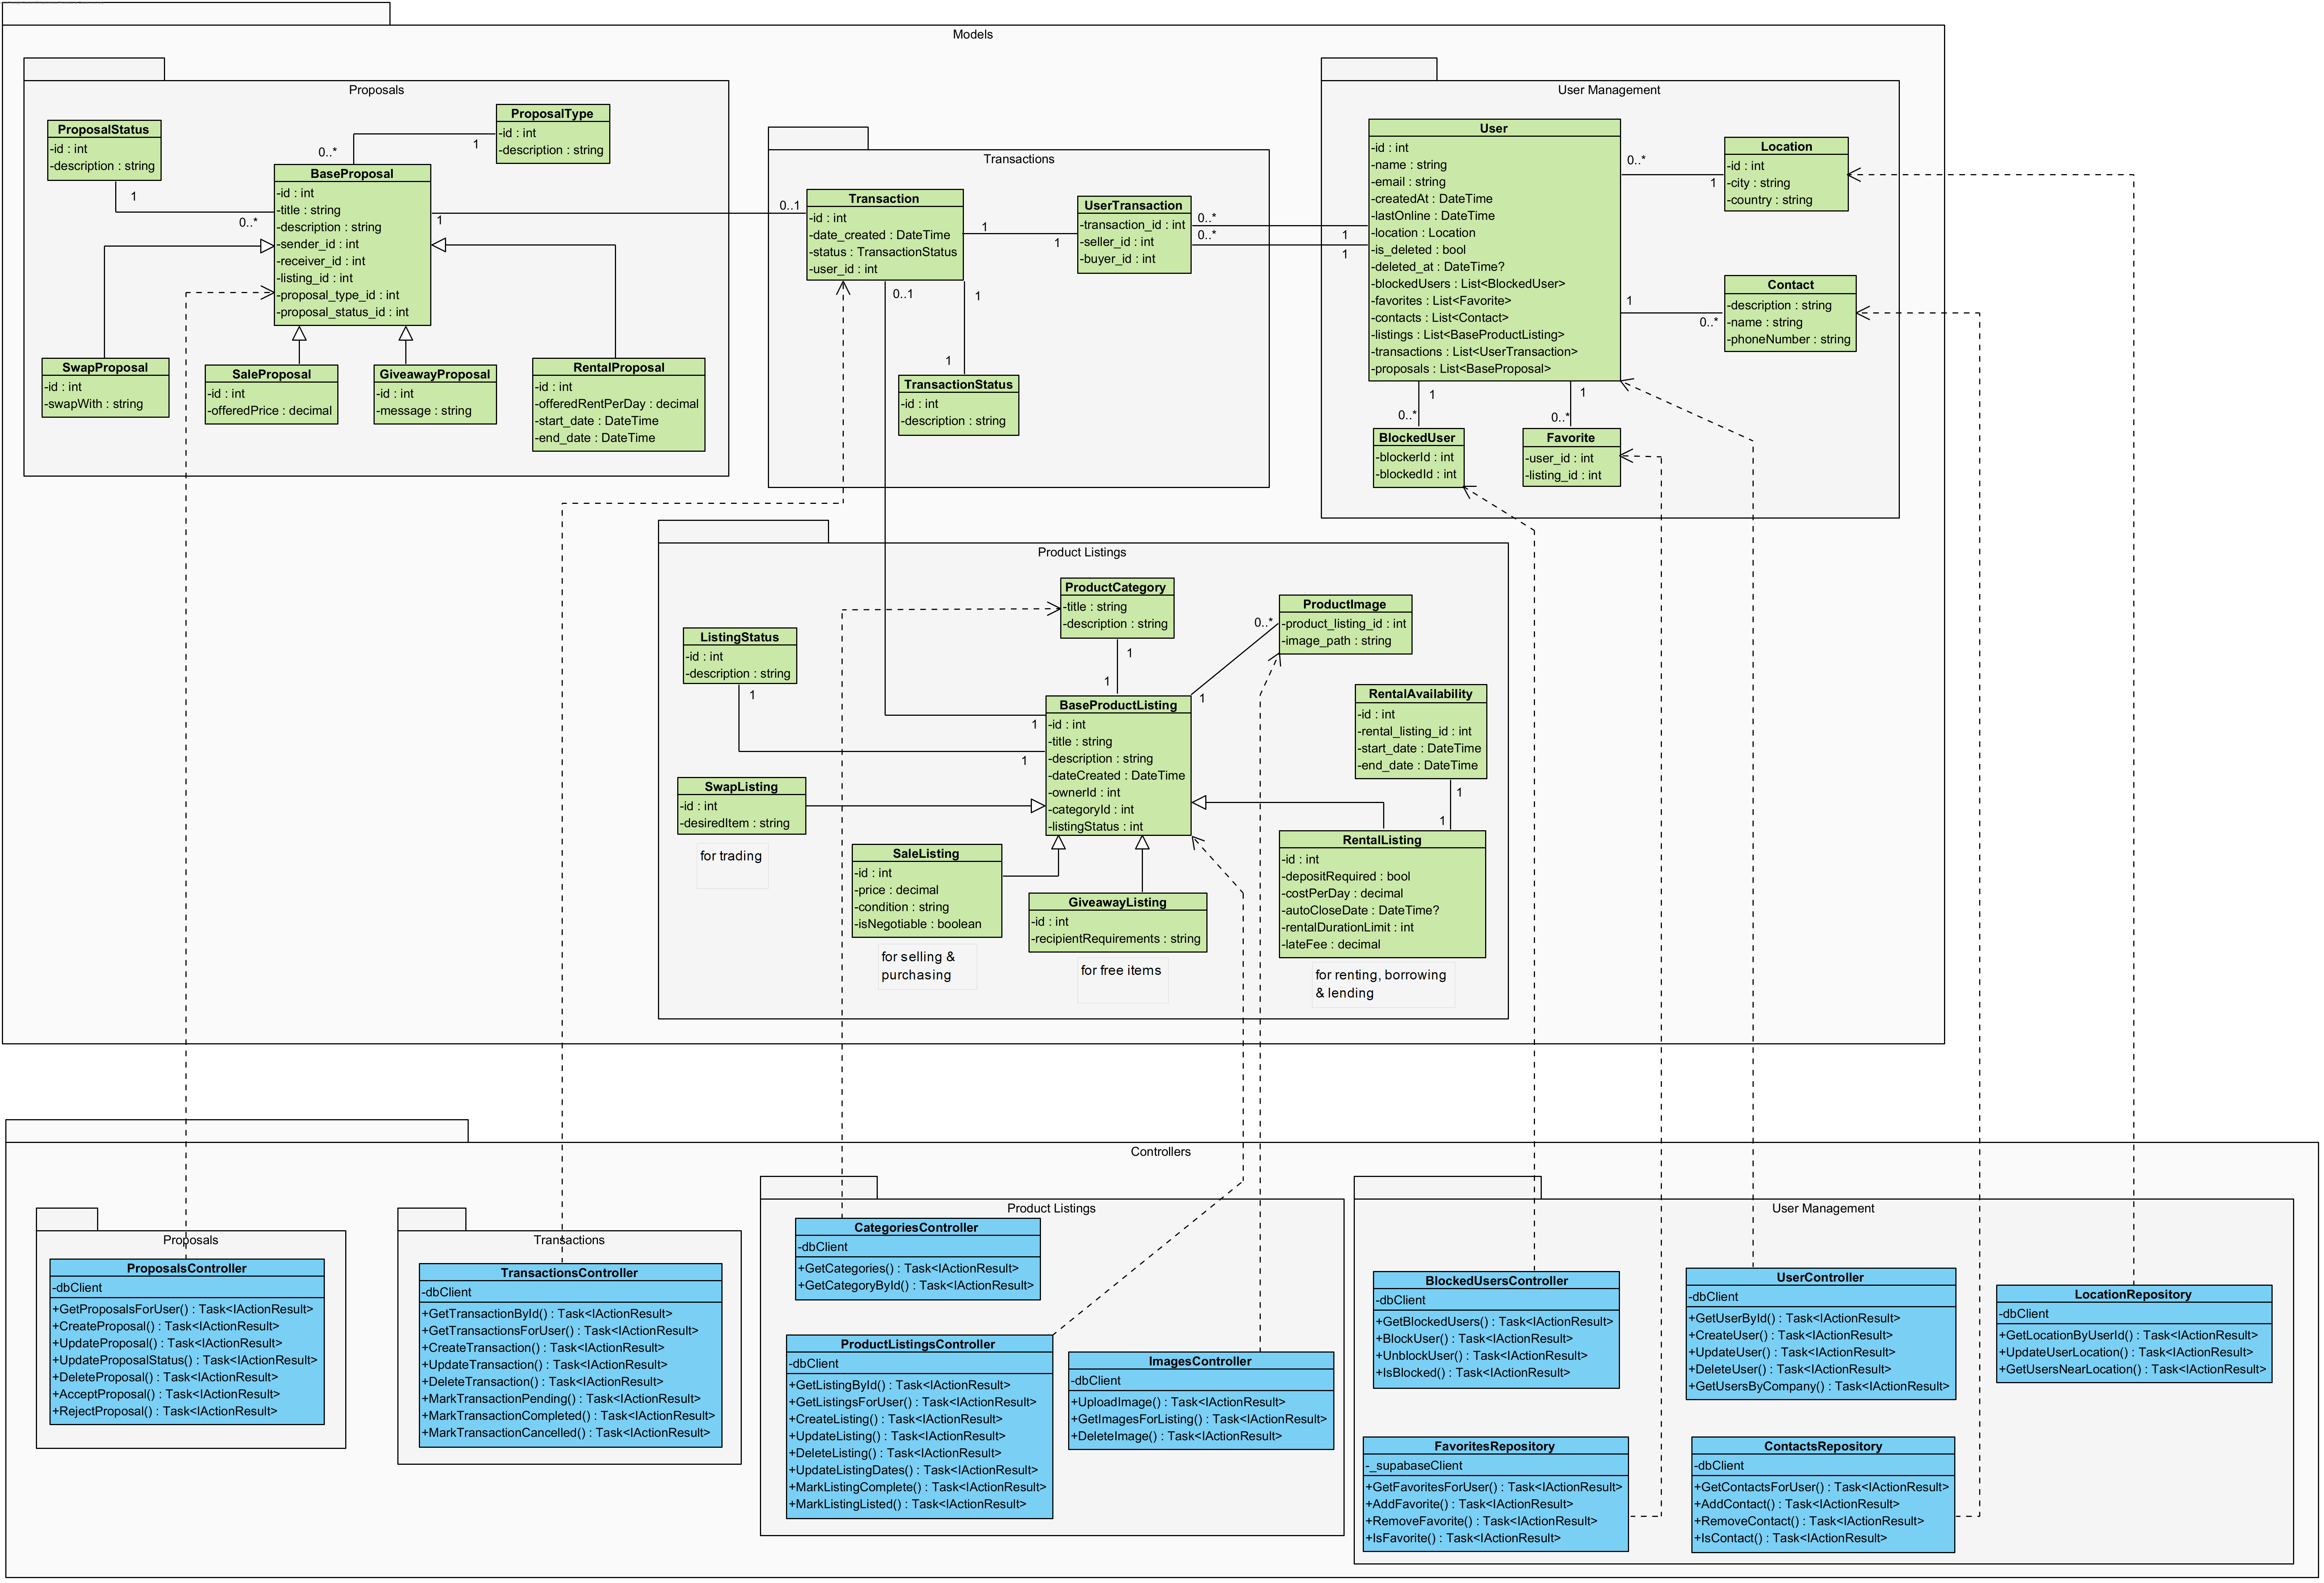 Models
Proposals
ProposalStatus
-id : int
-description : string
ProposalType
-id : int
-description : string
1
0..*
1
0..*
BaseProposal
-id : int
-title : string
-description : string
-sender_id : int
-receiver_id : int
-listing_id : int
-proposal_type_id : int
-proposal_status_id : int
1
0..1
SwapProposal
-id : int
-swapWith : string
SaleProposal
-id : int
-offeredPrice : decimal
GiveawayProposal
-id : int
-message : string
RentalProposal
-id : int
-offeredRentPerDay : decimal
-start_date : DateTime
-end_date : DateTime
Transactions
Transaction
-id : int
-date_created : DateTime
-status : TransactionStatus
-user_id : int
1
1
UserTransaction
-transaction_id : int
-seller_id : int
-buyer_id : int
0..*
0..*
1
1
0..1
1
1
TransactionStatus
-id : int
-description : string
User Management
User
-id : int
-name : string
-email : string
-createdAt : DateTime
-lastOnline : DateTime
-location : Location
-is_deleted : bool
-deleted_at : DateTime?
-blockedUsers : List<BlockedUser>
-favorites : List<Favorite>
-contacts : List<Contact>
-listings : List<BaseProductListing>
-transactions : List<UserTransaction>
-proposals : List<BaseProposal>
0..*
1
Location
-id : int
-city : string
-country : string
1
0..*
Contact
-description : string
-name : string
-phoneNumber : string
1
0..*
1
0..*
BlockedUser
-blockerId : int
-blockedId : int
Favorite
-user_id : int
-listing_id : int
Product Listings
ProductCategory
-title : string
-description : string
ProductImage
-product_listing_id : int
-image_path : string
0..*
1
1
1
ListingStatus
-id : int
-description : string
1
1
1
BaseProductListing
-id : int
-title : string
-description : string
-dateCreated : DateTime
-ownerId : int
-categoryId : int
-listingStatus : int
RentalAvailability
-id : int
-rental_listing_id : int
-start_date : DateTime
-end_date : DateTime
1
1
SwapListing
-id : int
-desiredItem : string
for trading
SaleListing
-id : int
-price : decimal
-condition : string
-isNegotiable : boolean
for selling &
purchasing
GiveawayListing
-id : int
-recipientRequirements : string
for free items
RentalListing
-id : int
-depositRequired : bool
-costPerDay : decimal
-autoCloseDate : DateTime?
-rentalDurationLimit : int
-lateFee : decimal
for renting, borrowing
& lending
Controllers
Proposals
ProposalsController
-dbClient
+GetProposalsForUser() : Task<IActionResult>
+CreateProposal() : Task<IActionResult>
+UpdateProposal() : Task<IActionResult>
+UpdateProposalStatus() : Task<IActionResult>
+DeleteProposal() : Task<IActionResult>
+AcceptProposal() : Task<IActionResult>
+RejectProposal() : Task<IActionResult>
Transactions
TransactionsController
-dbClient
+GetTransactionById() : Task<IActionResult>
+GetTransactionsForUser() : Task<IActionResult>
+CreateTransaction() : Task<IActionResult>
+UpdateTransaction() : Task<IActionResult>
+DeleteTransaction() : Task<IActionResult>
+MarkTransactionPending() : Task<IActionResult>
+MarkTransactionCompleted() : Task<IActionResult>
+MarkTransactionCancelled() : Task<IActionResult>
Product Listings
CategoriesController
-dbClient
+GetCategories() : Task<IActionResult>
+GetCategoryById() : Task<IActionResult>
ProductListingsController
-dbClient
+GetListingById() : Task<IActionResult>
+GetListingsForUser() : Task<IActionResult>
+CreateListing() : Task<IActionResult>
+UpdateListing() : Task<IActionResult>
+DeleteListing() : Task<IActionResult>
+UpdateListingDates() : Task<IActionResult>
+MarkListingComplete() : Task<IActionResult>
+MarkListingListed() : Task<IActionResult>
ImagesController
-dbClient
+UploadImage() : Task<IActionResult>
+GetImagesForListing() : Task<IActionResult>
+DeleteImage() : Task<IActionResult>
User Management
BlockedUsersController
-dbClient
+GetBlockedUsers() : Task<IActionResult>
+BlockUser() : Task<IActionResult>
+UnblockUser() : Task<IActionResult>
+IsBlocked() : Task<IActionResult>
UserController
-dbClient
+GetUserById() : Task<IActionResult>
+CreateUser() : Task<IActionResult>
+UpdateUser() : Task<IActionResult>
+DeleteUser() : Task<IActionResult>
+GetUsersByCompany() : Task<IActionResult>
LocationRepository
-dbClient
+GetLocationByUserId() : Task<IActionResult>
+UpdateUserLocation() : Task<IActionResult>
+GetUsersNearLocation() : Task<IActionResult>
FavoritesRepository
-_supabaseClient
+GetFavoritesForUser() : Task<IActionResult>
+AddFavorite() : Task<IActionResult>
+RemoveFavorite() : Task<IActionResult>
+IsFavorite() : Task<IActionResult>
ContactsRepository
-dbClient
+GetContactsForUser() : Task<IActionResult>
+AddContact() : Task<IActionResult>
+RemoveContact() : Task<IActionResult>
+IsContact() : Task<IActionResult>